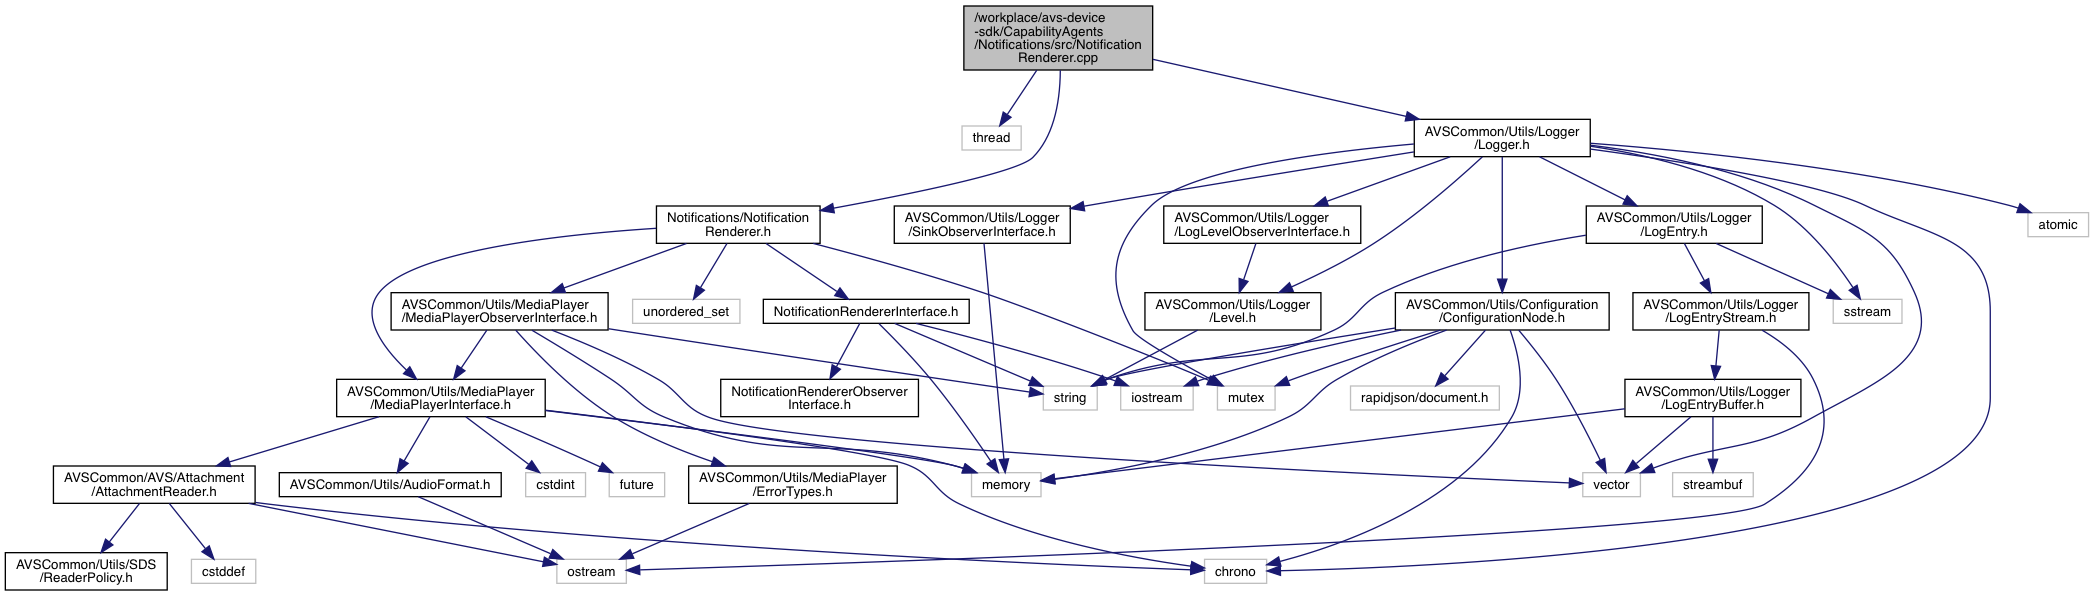 /workplace/avs-device
-sdk/CapabilityAgents
/Notifications/src/Notification
Renderer.cpp
thread
AVSCommon/Utils/Logger
/Logger.h
Notifications/Notification
Renderer.h
AVSCommon/Utils/Logger
/SinkObserverInterface.h
AVSCommon/Utils/Logger
/LogLevelObserverInterface.h
AVSCommon/Utils/Logger
/LogEntry.h
atomic
AVSCommon/Utils/MediaPlayer
/MediaPlayerObserverInterface.h
unordered_set
NotificationRendererInterface.h
AVSCommon/Utils/Logger
/Level.h
AVSCommon/Utils/Configuration
/ConfigurationNode.h
AVSCommon/Utils/Logger
/LogEntryStream.h
sstream
AVSCommon/Utils/MediaPlayer
/MediaPlayerInterface.h
NotificationRendererObserver
Interface.h
string
iostream
mutex
rapidjson/document.h
AVSCommon/Utils/Logger
/LogEntryBuffer.h
AVSCommon/AVS/Attachment
/AttachmentReader.h
AVSCommon/Utils/AudioFormat.h
cstdint
future
AVSCommon/Utils/MediaPlayer
/ErrorTypes.h
memory
vector
streambuf
AVSCommon/Utils/SDS
/ReaderPolicy.h
cstddef
ostream
chrono